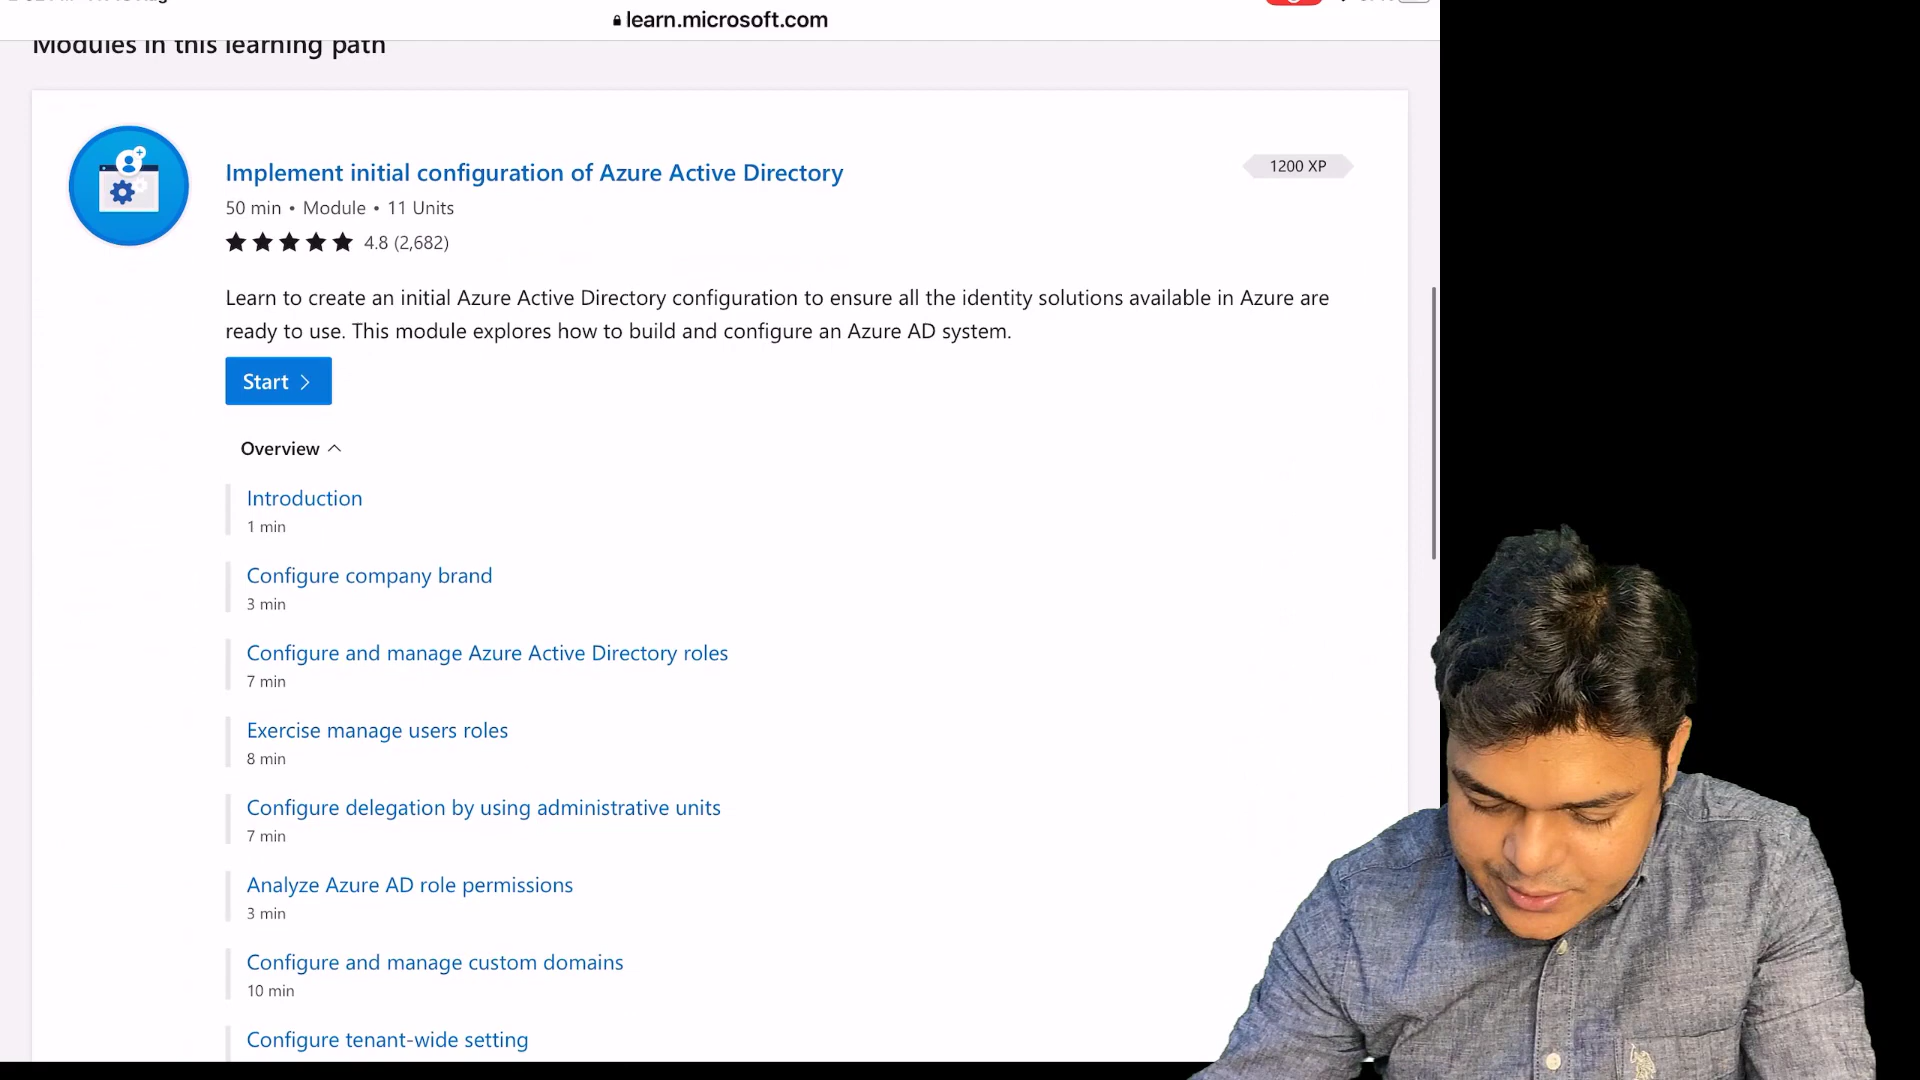 learn.microsoft.com
Modules in this learning path
Implement initial configuration of Azure Active Directory
1200 XP
50 min • Module • 11 Units
4.8 (2,682)
Learn to create an initial Azure Active Directory configuration to ensure all the identity solutions available in Azure are
ready to use. This module explores how to build and configure an Azure AD system.
Start
Overview
Introduction
1 min
Configure company brand
3 min
Configure and manage Azure Active Directory roles
7 min
Exercise manage users roles
8 min
Configure delegation by using administrative units
7 min
Analyze Azure AD role permissions
3 min
Configure and manage custom domains
10 min
Configure tenant-wide setting